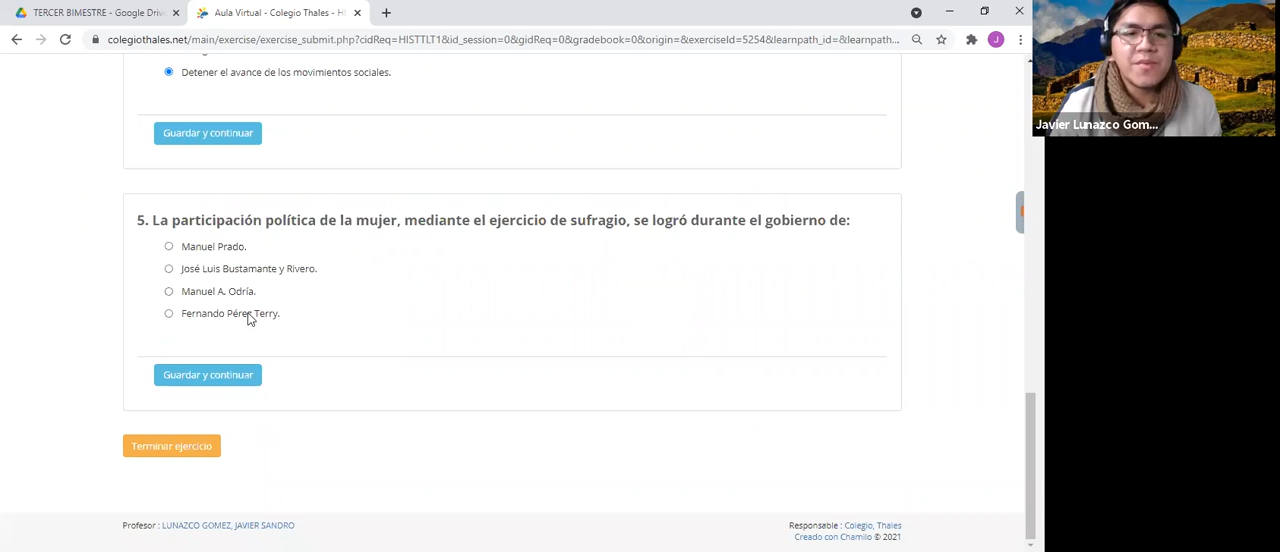 TERCER BIMESTRE - Google Driv
Aula Virtual - Colegio Thales - HI
colegiothales.net/main/exercise/exercise_submit.php?cidReq=HISTTLT1&id_session=0&gidReq=0&gradebook=0&origin=&exerciseId=5254&learnpath_id=&learnpath...
J
Javier Lunazco Gom...
Detener el avance de los movimientos sociales.
Guardar y continuar
5. La participación política de la mujer, mediante el ejercicio de sufragio, se logró durante el gobierno de:
Manuel Prado.
José Luis Bustamante y Rivero.
Manuel A. Odría.
Fernando Pérez Terry.
Guardar y continuar
Terminar ejercicio
Profesor : LUNAZCO GOMEZ, JAVIER SANDRO
Responsable : Colegio, Thales
Creado con Chamilo © 2021